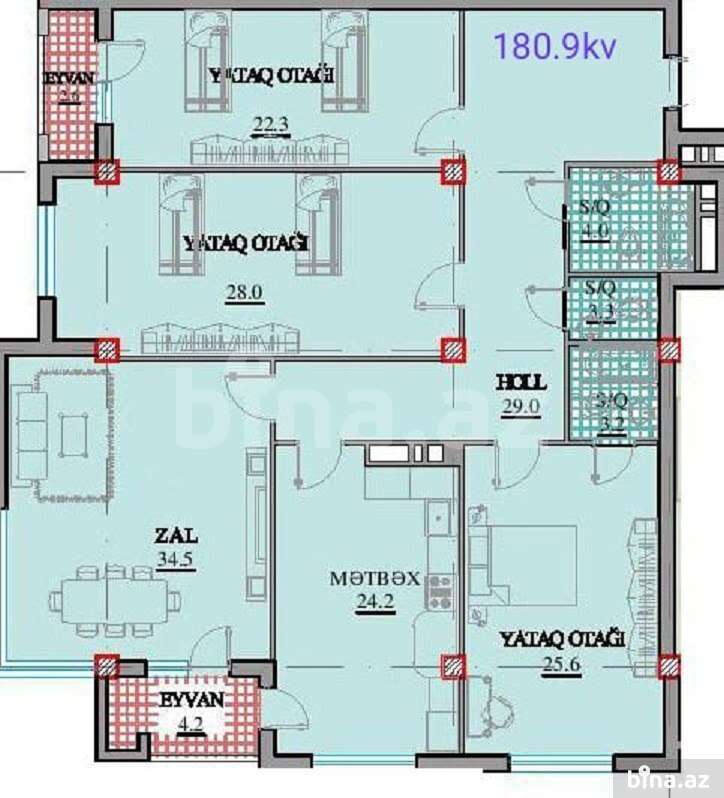 180.9kv
EYVAN
2.6
YATAQ OTAĞI
22.3
YATAQ OTAĞI
28.0
S/Q
4.0
S/Q
3.3
HOLL
29.0
S/Q
3.2
bina.az
ZAL
34.5
MƏTBƏX
24.2
YATAQ OTAĞI
25.6
EYVAN
4.2
bina.az